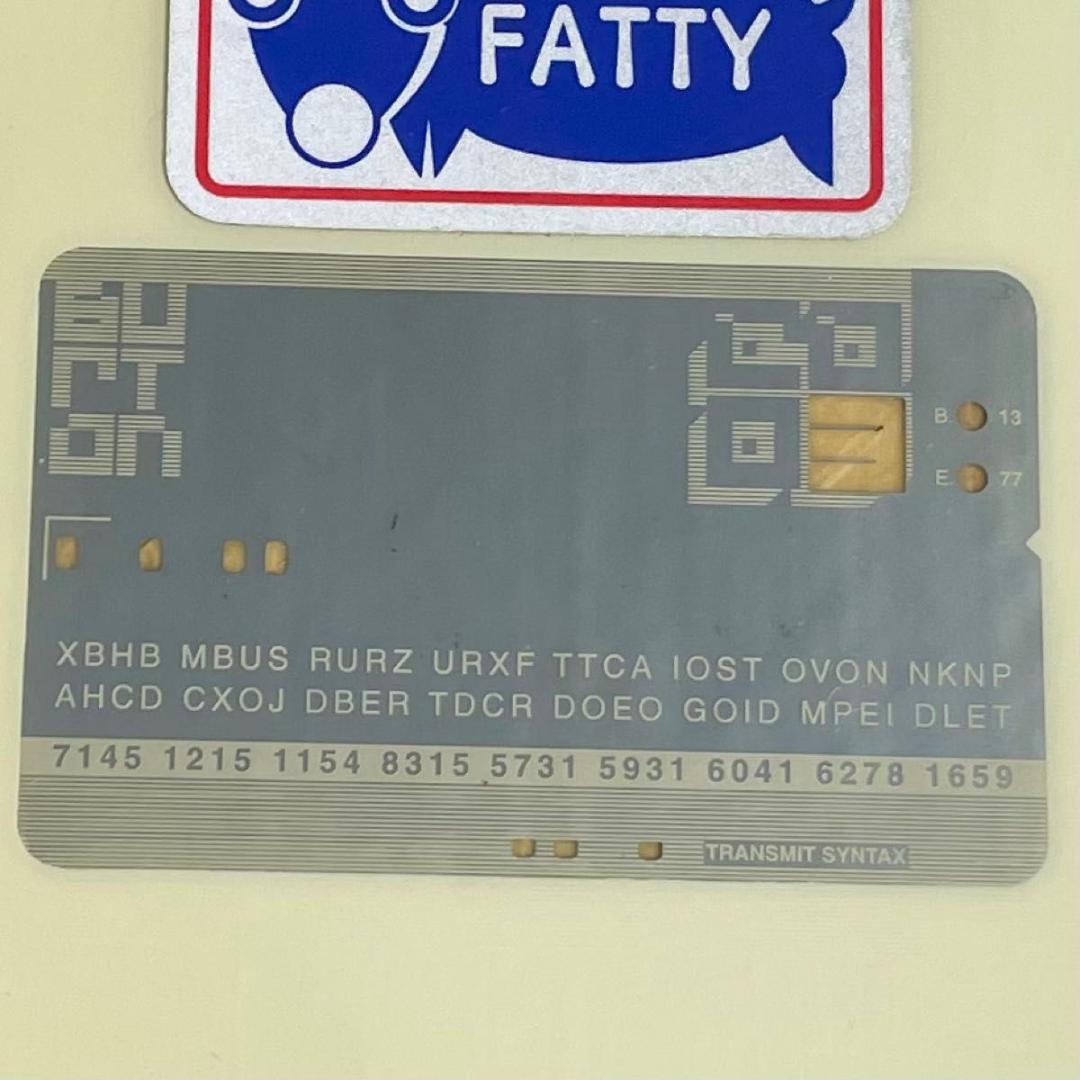 FATTY
B. 13
E. 77
XBHB MBUS RURZ URXF TTCA IOST OVON NKNP
AHCD CXOJ DBER TDCR DOEO GOID MPEI DLET
7145 1215 1154 8315 5731 5931 6041 6278 1659
TRANSMIT SYNTAX